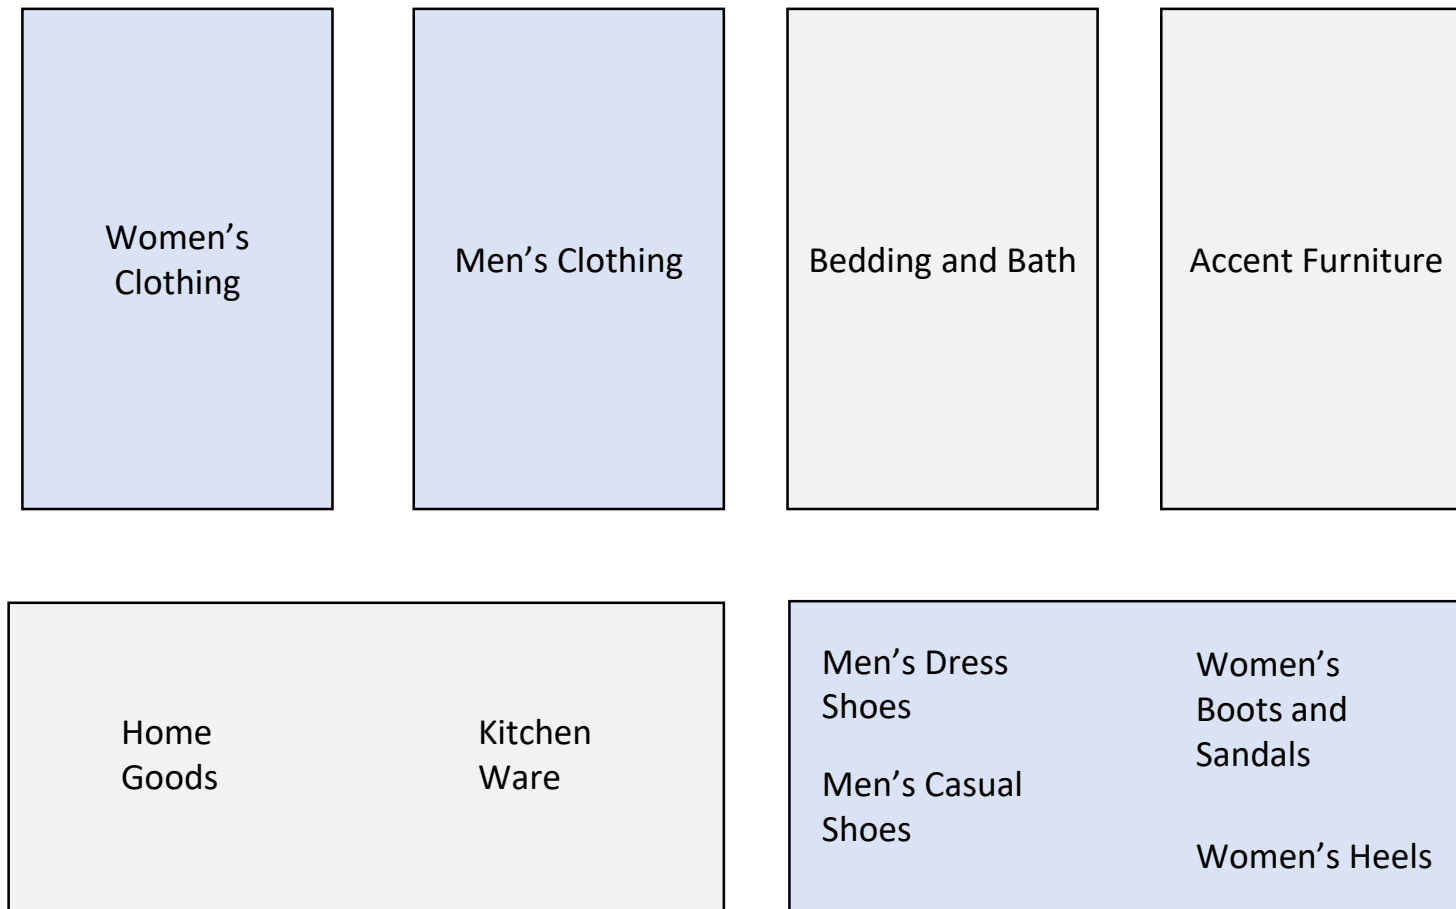 Women’s
Clothing
Men’s Clothing
Bedding and Bath
Accent Furniture
Home
Goods
Kitchen
Ware
Men’s Dress
Shoes
Men’s Casual
Shoes
Women’s
Boots and
Sandals
Women’s Heels